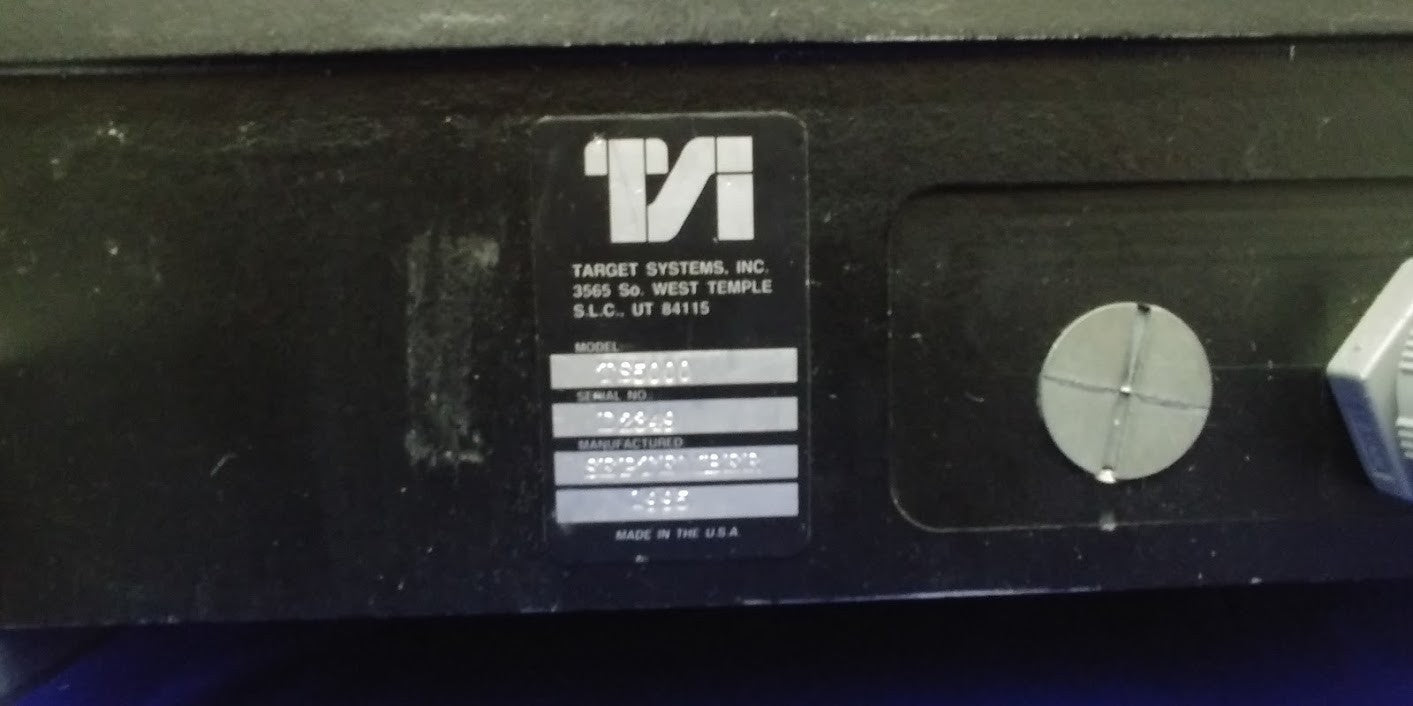 TSI
TARGET SYSTEMS, INC.
3565 So. WEST TEMPLE
S.L.C., UT 84115
MODEL
SERIAL NO.
MANUFACTURED
MADE IN THE U.S.A.